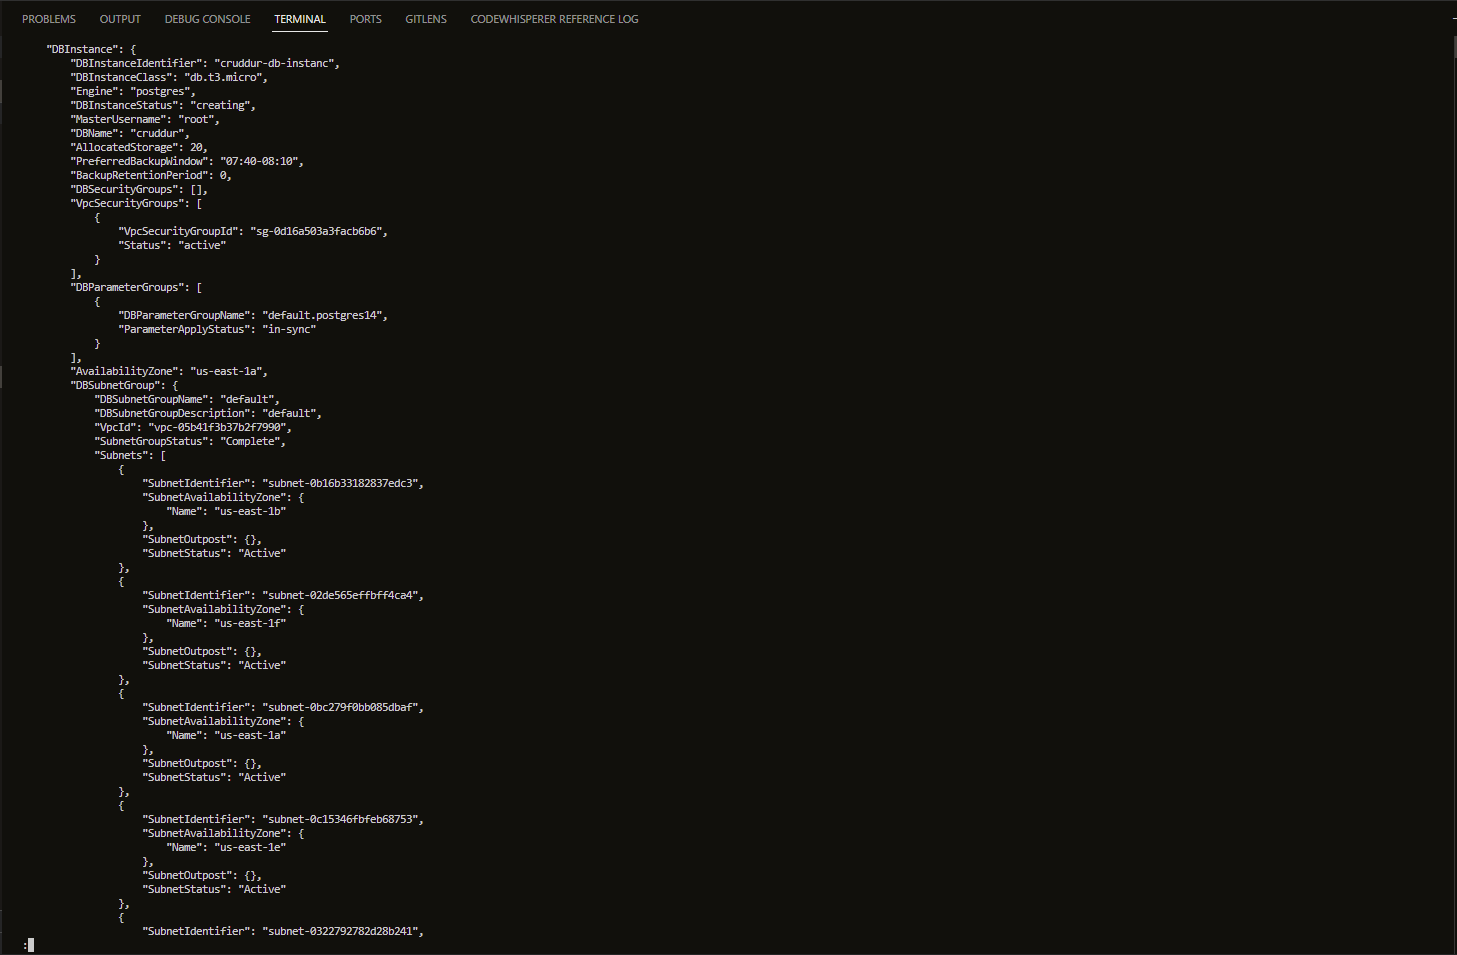 PROBLEMS OUTPUT DEBUG CONSOLE TERMINAL PORTS GITLENS CODEWHISPERER REFERENCE LOG
"DBInstance": {
"DBInstanceIdentifier": "cruddur-db-instanc",
"DBInstanceClass": "db.t3.micro",
"Engine": "postgres",
"DBInstanceStatus": "creating",
"MasterUsername": "root",
"DBName": "cruddur",
"AllocatedStorage": 20,
"PreferredBackupWindow": "07:40-08:10",
"BackupRetentionPeriod": 0,
"DBSecurityGroups": [],
"VpcSecurityGroups": [
{
"VpcSecurityGroupId": "sg-0d16a503a3facb6b6",
"Status": "active"
}
],
"DBParameterGroups": [
{
"DBParameterGroupName": "default.postgres14",
"ParameterApplyStatus": "in-sync"
}
],
"AvailabilityZone": "us-east-1a",
"DBSubnetGroup": {
"DBSubnetGroupName": "default",
"DBSubnetGroupDescription": "default",
"VpcId": "vpc-05b41f3b37b2f7990",
"SubnetGroupStatus": "Complete",
"Subnets": [
{
"SubnetIdentifier": "subnet-0b16b33182837edc3",
"SubnetAvailabilityZone": {
"Name": "us-east-1b"
},
"SubnetOutpost": {},
"SubnetStatus": "Active"
},
{
"SubnetIdentifier": "subnet-02de565effbff4ca4",
"SubnetAvailabilityZone": {
"Name": "us-east-1f"
},
"SubnetOutpost": {},
"SubnetStatus": "Active"
},
{
"SubnetIdentifier": "subnet-0bc279f0bb085dbaf",
"SubnetAvailabilityZone": {
"Name": "us-east-1a"
},
"SubnetOutpost": {},
"SubnetStatus": "Active"
},
{
"SubnetIdentifier": "subnet-0c15346fbfeb68753",
"SubnetAvailabilityZone": {
"Name": "us-east-1e"
},
"SubnetOutpost": {},
"SubnetStatus": "Active"
},
{
"SubnetIdentifier": "subnet-0322792782d28b241",
: